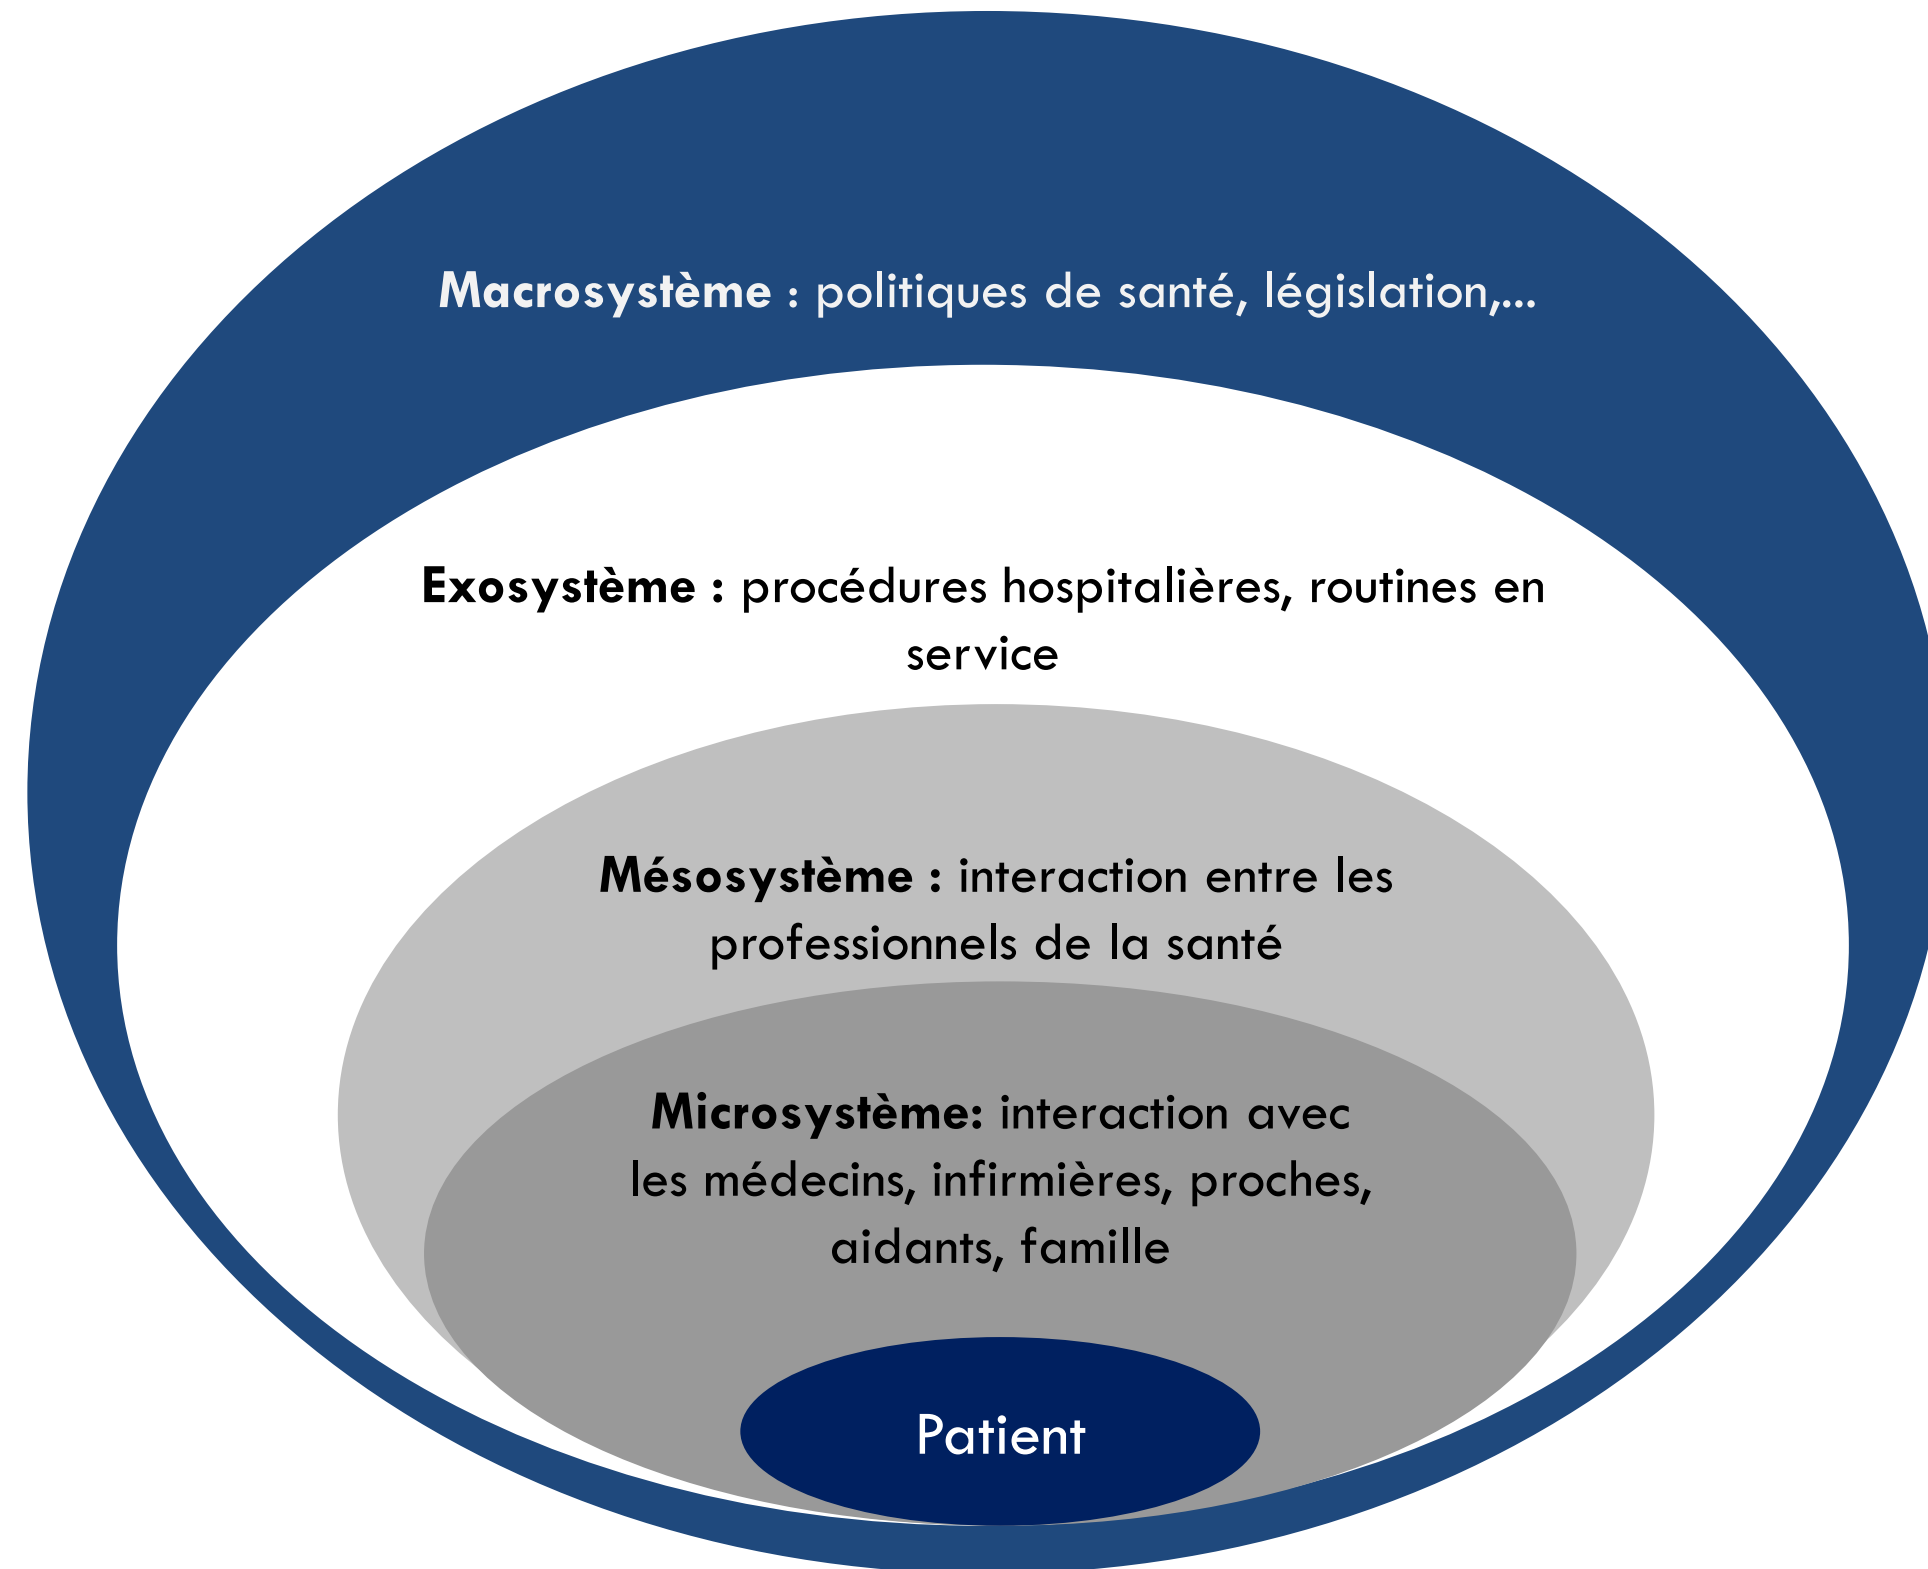 Macrosystème : politiques de santé, législation,...
Exosystème : procédures hospitalières, routines en
service
Mésosystème : interaction entre les
professionnels de la santé
Microsystème: interaction avec
les médecins, infirmières, proches,
aidants, famille
Patient